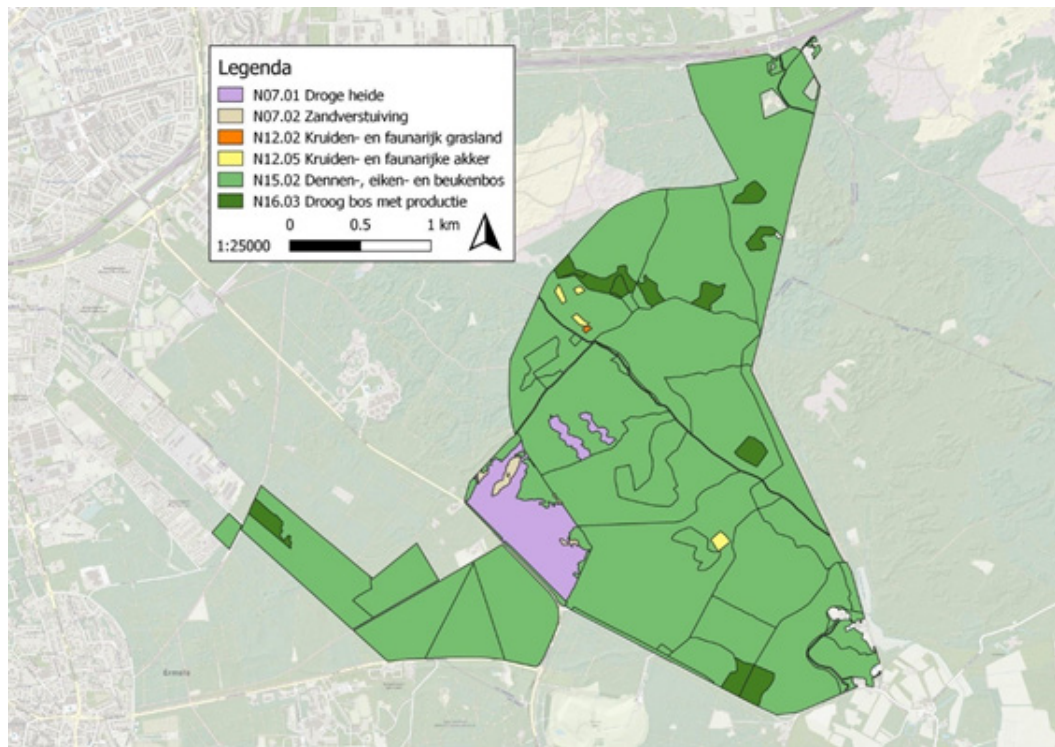 Legenda
N07.01 Droge heide
N07.02 Zandverstuiving
N12.02 Kruiden- en faunarijk grasland
N12.05 Kruiden- en faunarijke akker
N15.02 Dennen-, eiken- en beukenbos
N16.03 Droog bos met productie
0 0.5 1 km
1:25000
Ermelo